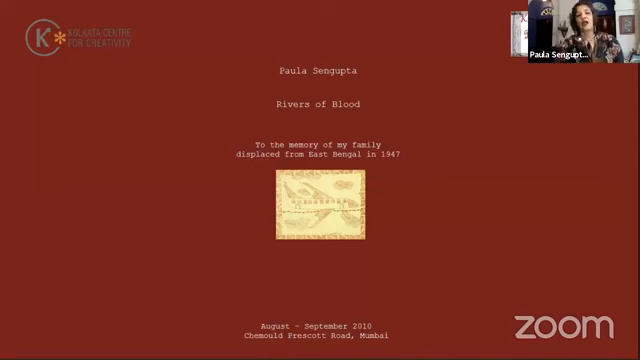 KOLKATA CENTRE
FOR CREATIVITY
Paula Sengupt...
Paula Sengupta
Rivers of Blood
To the memory of my family
displaced from East Bengal in 1947
August - September 2010
Chemould Prescott Road, Mumbai
zoom